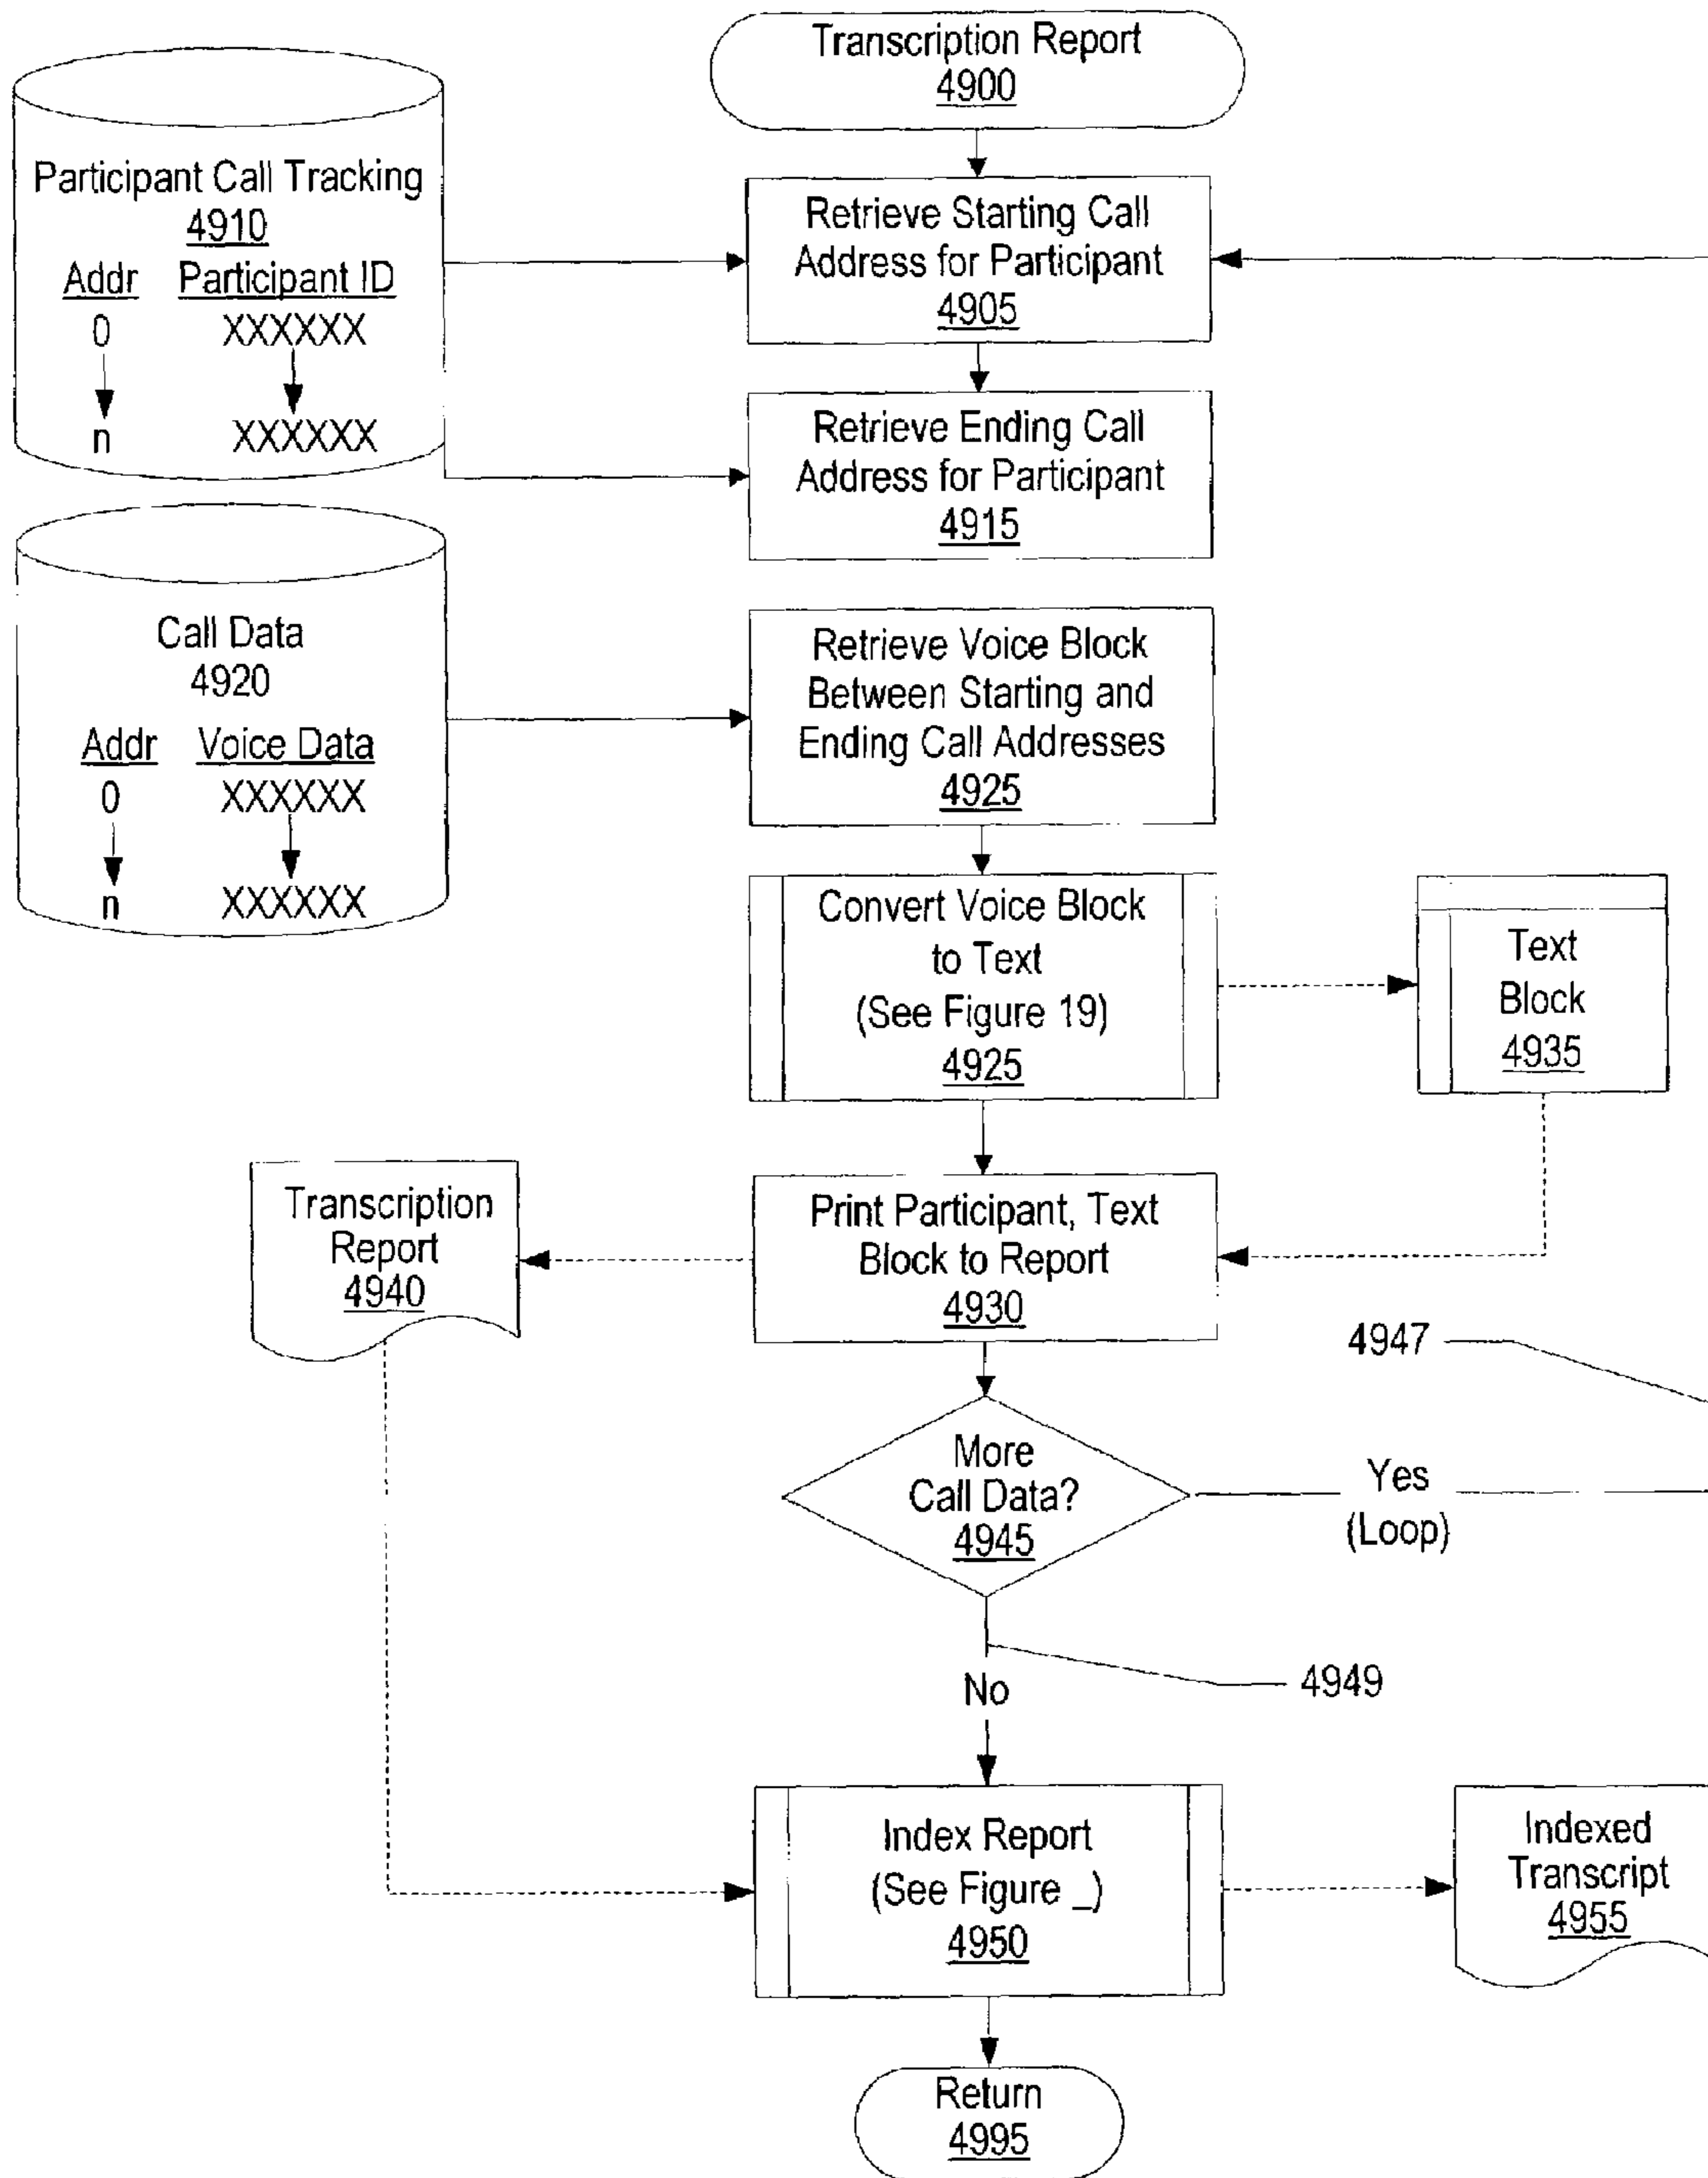 Transcription Report
4900
Participant Call Tracking
4910
Addr Participant ID
0 XXXXXX
n XXXXXX
Retrieve Starting Call
Address for Participant
4905
Retrieve Ending Call
Address for Participant
4915
Call Data
4920
Addr Voice Data
0 XXXXXX
n XXXXXX
Retrieve Voice Block
Between Starting and
Ending Call Addresses
4925
Convert Voice Block
to Text
(See Figure 19)
4925
Text
Block
4935
Transcription
Report
4940
Print Participant, Text
Block to Report
4930
4947
More
Call Data?
4945
Yes
(Loop)
4949
No
Index Report
(See Figure _)
4950
Indexed
Transcript
4955
Return
4995